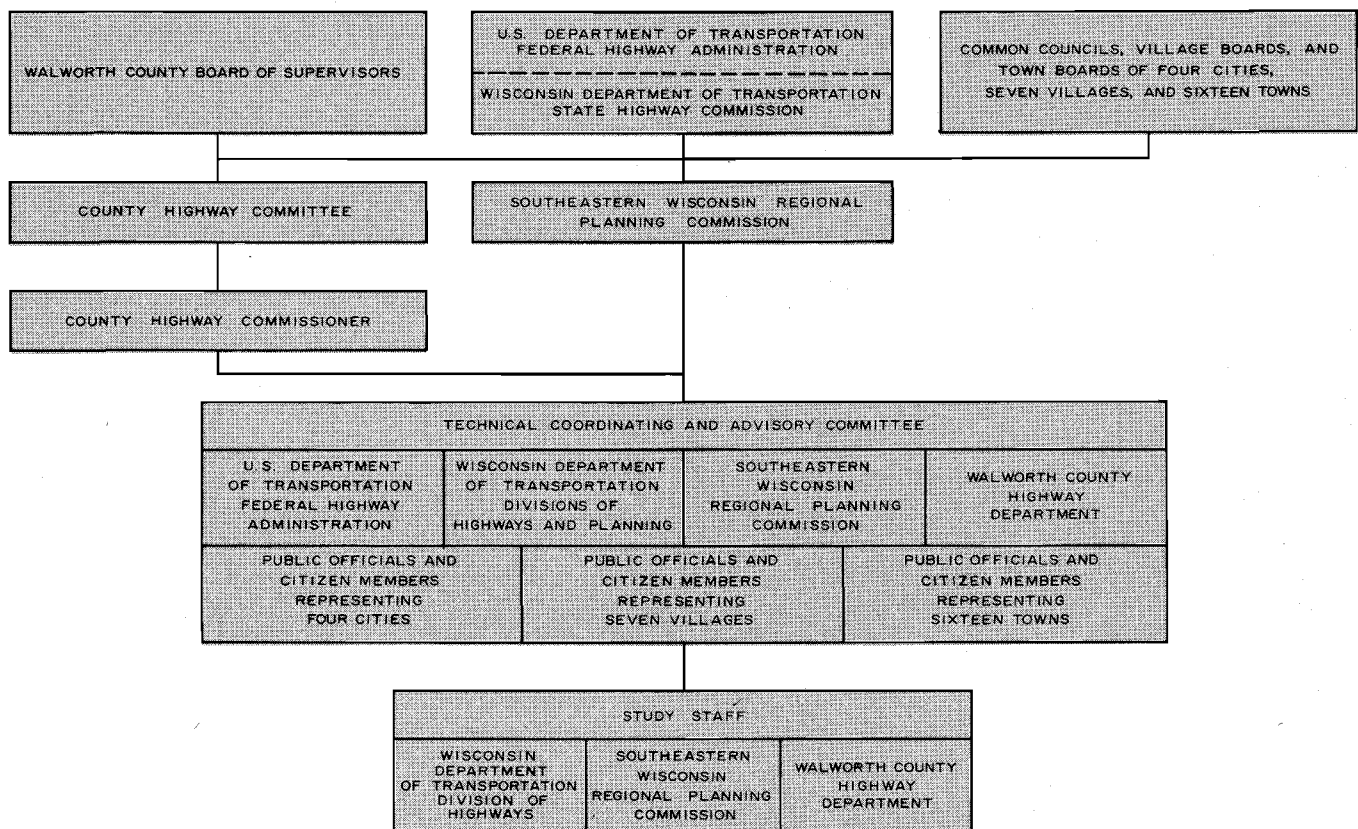 WALWORTH COUNTY BOARD OF SUPERVISORS
U.S. DEPARTMENT OF TRANSPORTATION
FEDERAL HIGHWAY ADMINISTRATION
WISCONSIN DEPARTMENT OF TRANSPORTATION
STATE HIGHWAY COMMISSION
COMMON COUNCILS, VILLAGE BOARDS, AND
TOWN BOARDS OF FOUR CITIES,
SEVEN VILLAGES, AND SIXTEEN TOWNS
COUNTY HIGHWAY COMMITTEE
SOUTHEASTERN WISCONSIN REGIONAL
PLANNING COMMISSION
COUNTY HIGHWAY COMMISSIONER
TECHNICAL COORDINATING AND ADVISORY COMMITTEE
U.S. DEPARTMENT
OF TRANSPORTATION
FEDERAL HIGHWAY
ADMINISTRATION
WISCONSIN DEPARTMENT
OF TRANSPORTATION
DIVISIONS OF
HIGHWAYS AND PLANNING
SOUTHEASTERN
WISCONSIN
REGIONAL PLANNING
COMMISSION
WALWORTH COUNTY
HIGHWAY
DEPARTMENT
PUBLIC OFFICIALS AND
CITIZEN MEMBERS
REPRESENTING
FOUR CITIES
PUBLIC OFFICIALS AND
CITIZEN MEMBERS
REPRESENTING
SEVEN VILLAGES
PUBLIC OFFICIALS AND
CITIZEN MEMBERS
REPRESENTING
SIXTEEN TOWNS
STUDY STAFF
WISCONSIN
DEPARTMENT
OF TRANSPORTATION
DIVISION OF
HIGHWAYS
SOUTHEASTERN
WISCONSIN
REGIONAL PLANNING
COMMISSION
WALWORTH COUNTY
HIGHWAY
DEPARTMENT